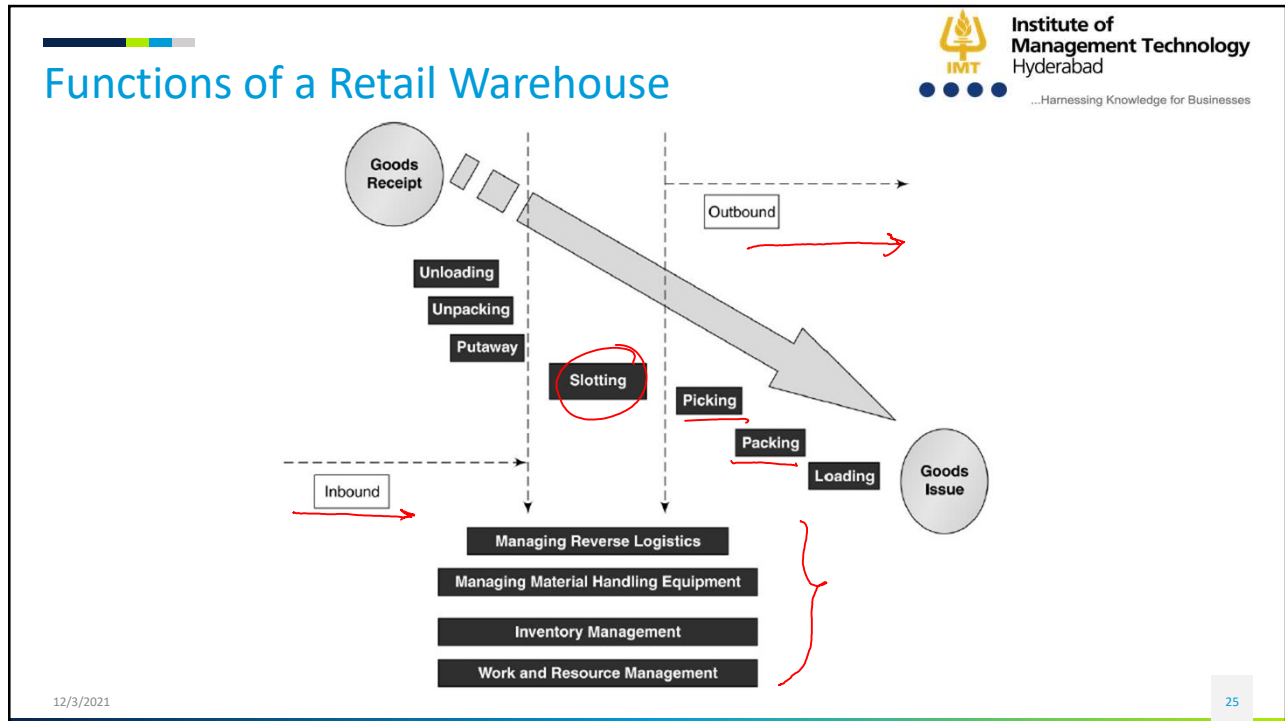 Functions of a Retail Warehouse
IMT
Institute of
Management Technology
Hyderabad
...Harnessing Knowledge for Businesses
Goods
Receipt
Outbound
Unloading
Unpacking
Putaway
Slotting
Picking
Packing
Loading
Goods
Issue
Inbound
Managing Reverse Logistics
Managing Material Handling Equipment
Inventory Management
Work and Resource Management
12/3/2021
25